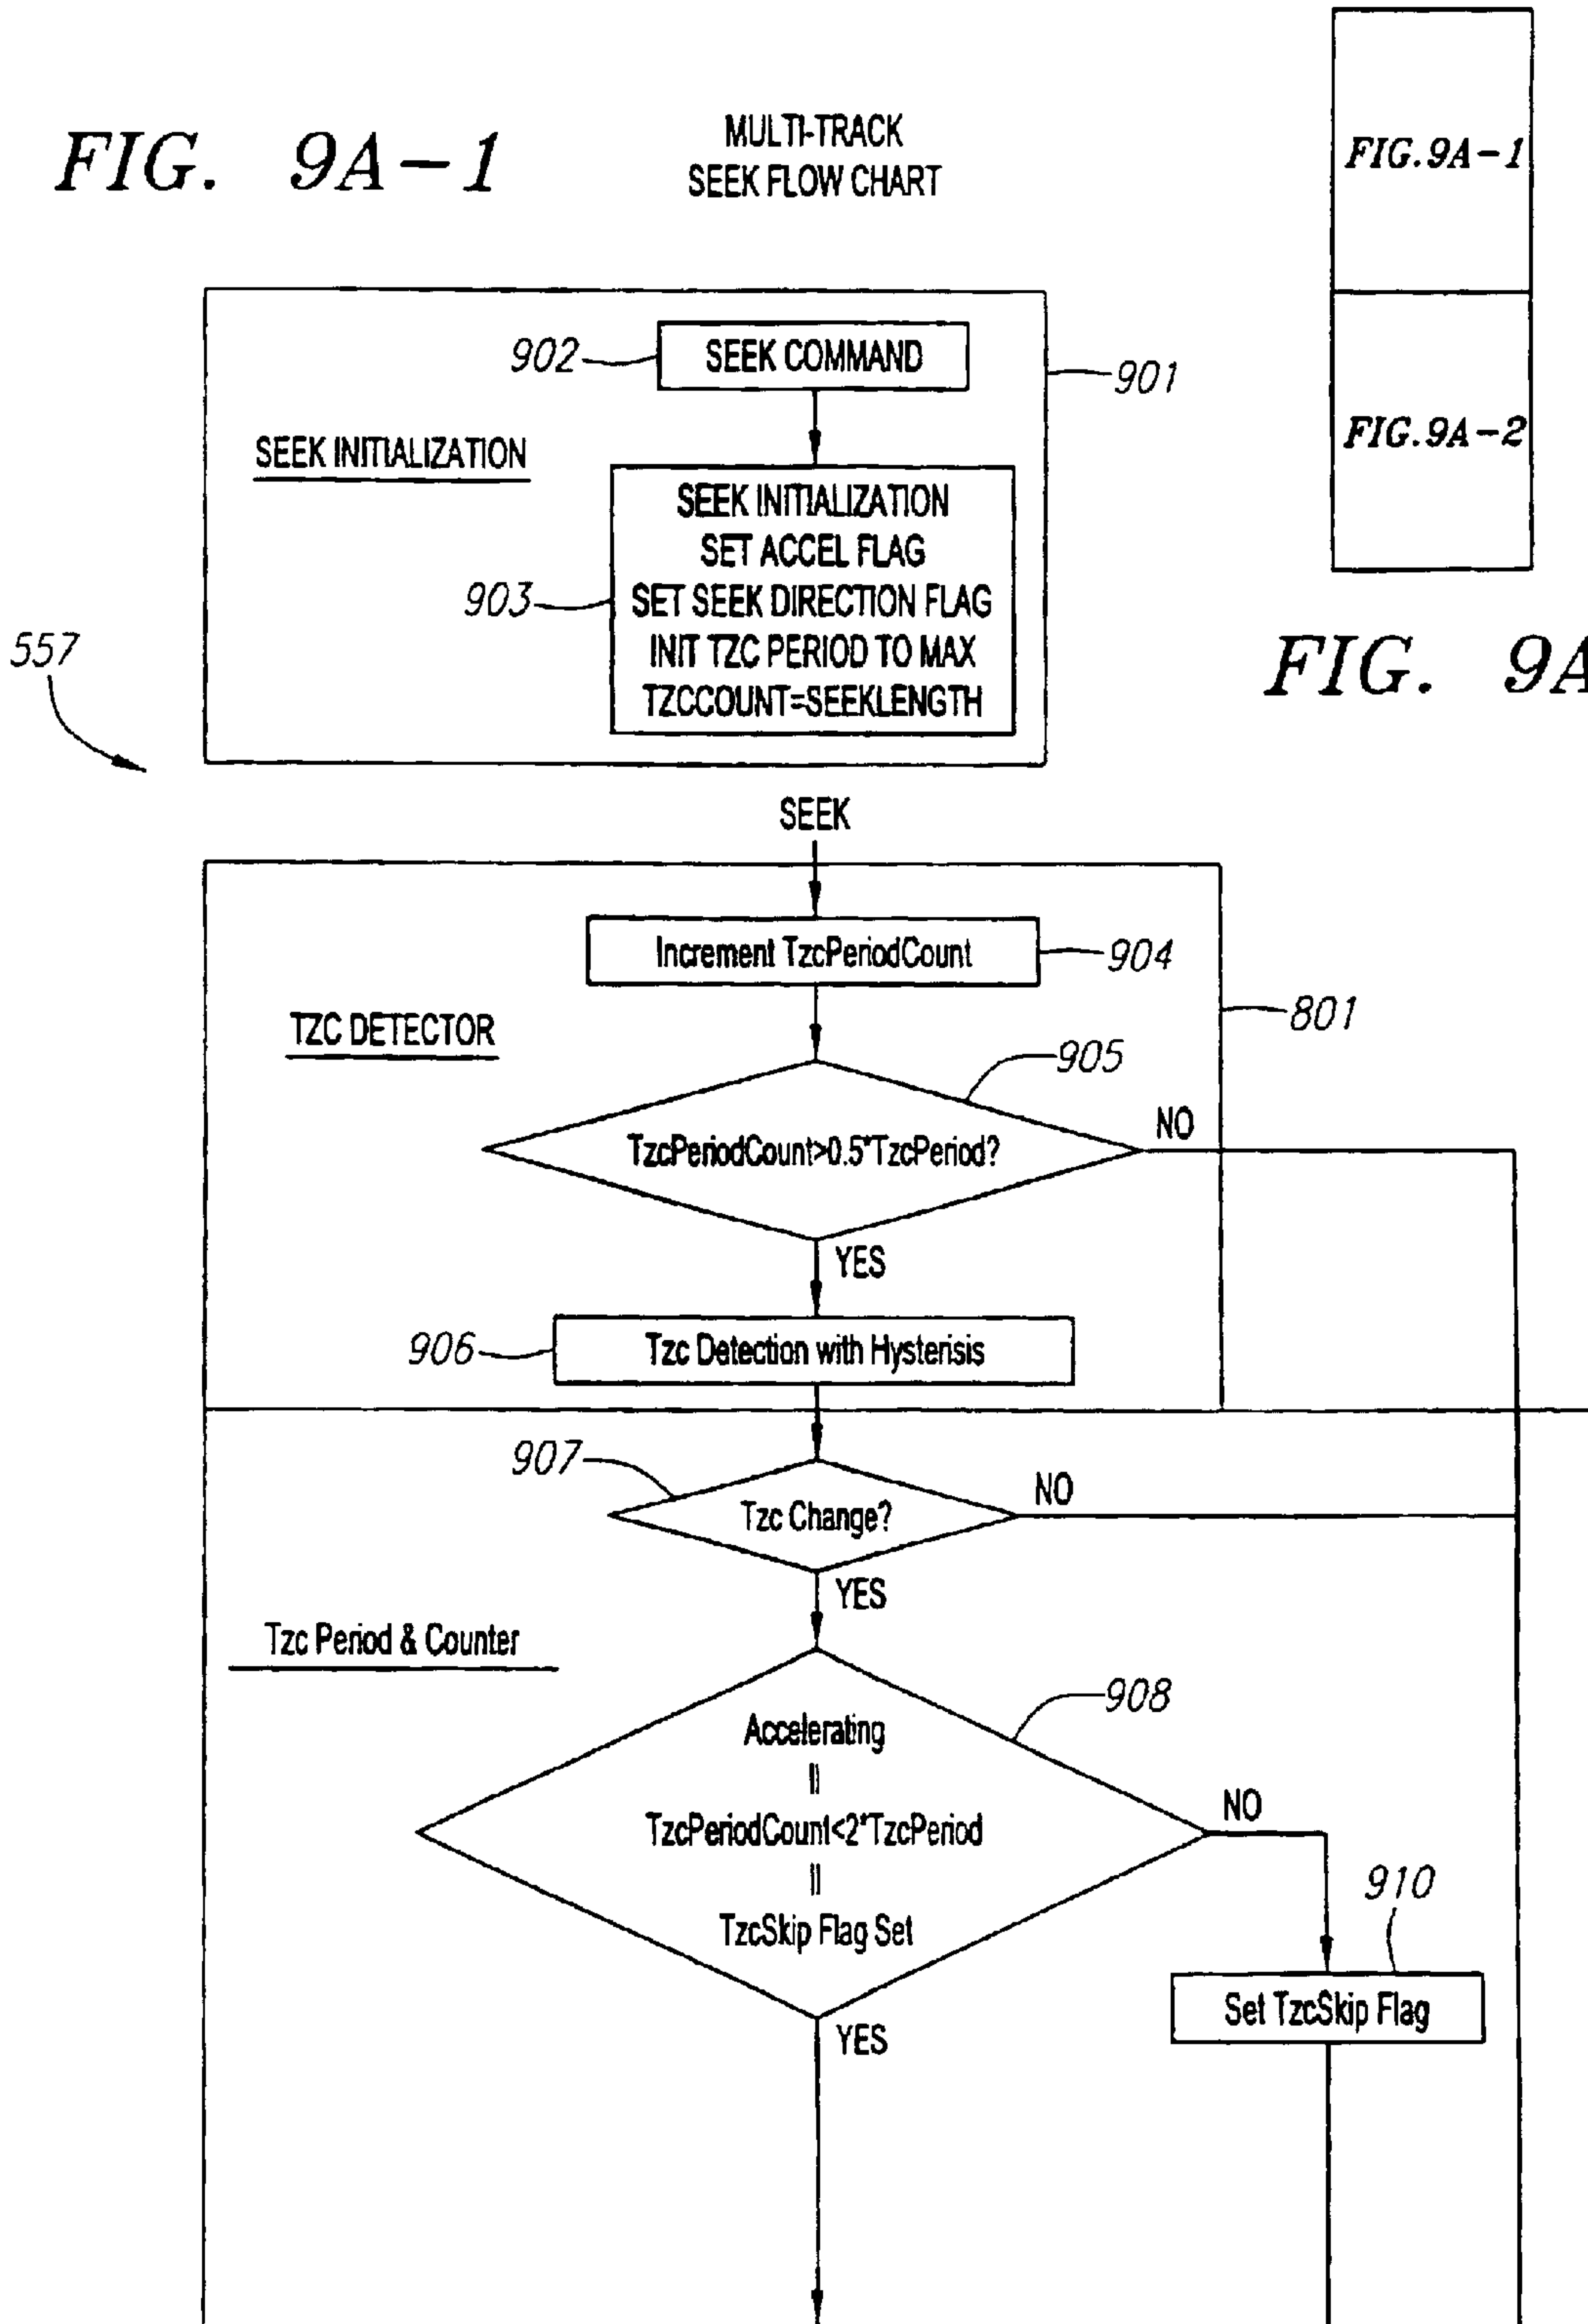 FIG. 9A-1
MULTI-TRACK
SEEK FLOW CHART
FIG.9A-1
FIG.9A-2
FIG. 9A
902
SEEK COMMAND
901
SEEK INITIALIZATION
903
SEEK INITIALIZATION
SET ACCEL FLAG
SET SEEK DIRECTION FLAG
INIT TZC PERIOD TO MAX
TZCCOUNT=SEEKLENGTH
557
SEEK
Increment TzcPeriodCount
904
TZC DETECTOR
801
905
TzcPeriodCount>0.5*TzcPeriod?
NO
YES
906
Tzc Detection with Hysterisis
907
Tzc Change?
NO
YES
Tzc Period & Counter
908
Accelerating
||
TzcPeriodCount<2*TzcPeriod
||
TzcSkip Flag Set
NO
910
Set TzcSkip Flag
YES